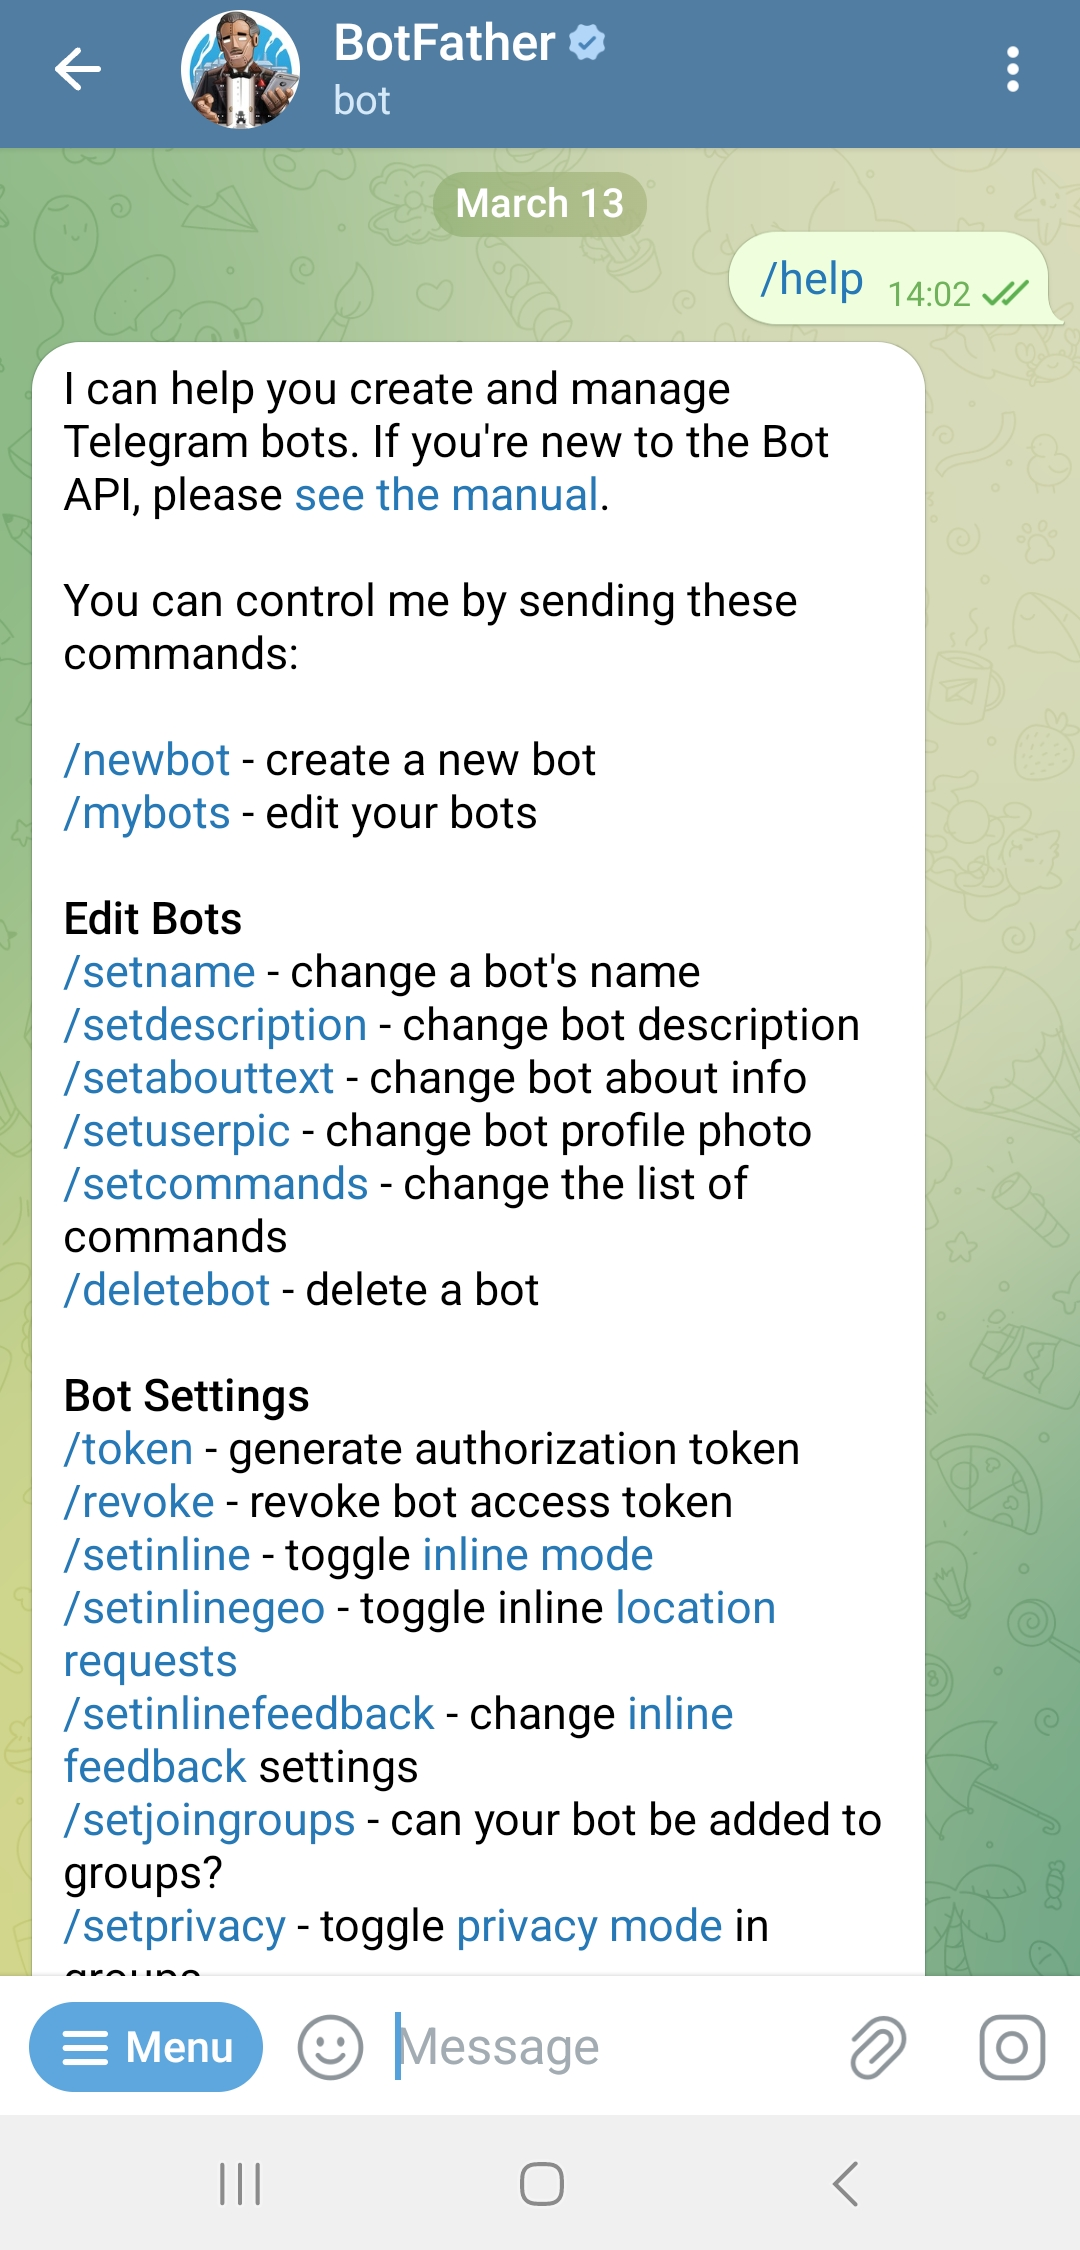 BotFather
bot
March 13
/help 14:02
I can help you create and manage
Telegram bots. If you're new to the Bot
API, please see the manual.
You can control me by sending these
commands:
/newbot - create a new bot
/mybots - edit your bots
Edit Bots
/setname - change a bot's name
/setdescription - change bot description
/setabouttext - change bot about info
/setuserpic - change bot profile photo
/setcommands - change the list of
commands
/deletebot - delete a bot
Bot Settings
/token - generate authorization token
/revoke - revoke bot access token
/setinline - toggle inline mode
/setinlinegeo - toggle inline location
requests
/setinlinefeedback - change inline
feedback settings
/setjoingroups - can your bot be added to
groups?
/setprivacy - toggle privacy mode in
groups
Menu
Message